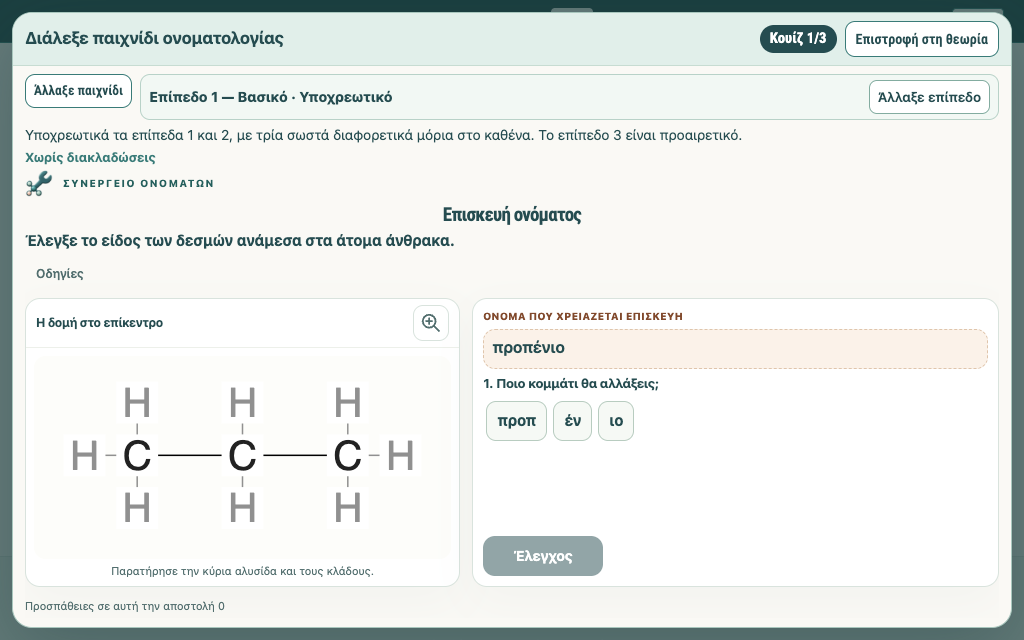 Διάλεξε παιχνίδι ονοματολογίας
Κουίζ 1/3
Επιστροφή στη θεωρία
Άλλαξε παιχνίδι
Επίπεδο 1 — Βασικό · Υποχρεωτικό
Άλλαξε επίπεδο
Υποχρεωτικά τα επίπεδα 1 και 2, με τρία σωστά διαφορετικά μόρια στο καθένα. Το επίπεδο 3 είναι προαιρετικό.
Χωρίς διακλαδώσεις
ΣΥΝΕΡΓΕΙΟ ΟΝΟΜΑΤΩΝ
Επισκευή ονόματος
Έλεγξε το είδος των δεσμών ανάμεσα στα άτομα άνθρακα.
Οδηγίες
Η δομή στο επίκεντρο
H H H
H C C C H
H H H
Παρατήρησε την κύρια αλυσίδα και τους κλάδους.
ΟΝΟΜΑ ΠΟΥ ΧΡΕΙΑΖΕΤΑΙ ΕΠΙΣΚΕΥΗ
προπένιο
1. Ποιο κομμάτι θα αλλάξεις;
προπ έν ιο
Έλεγχος
Προσπάθειες σε αυτή την αποστολή 0